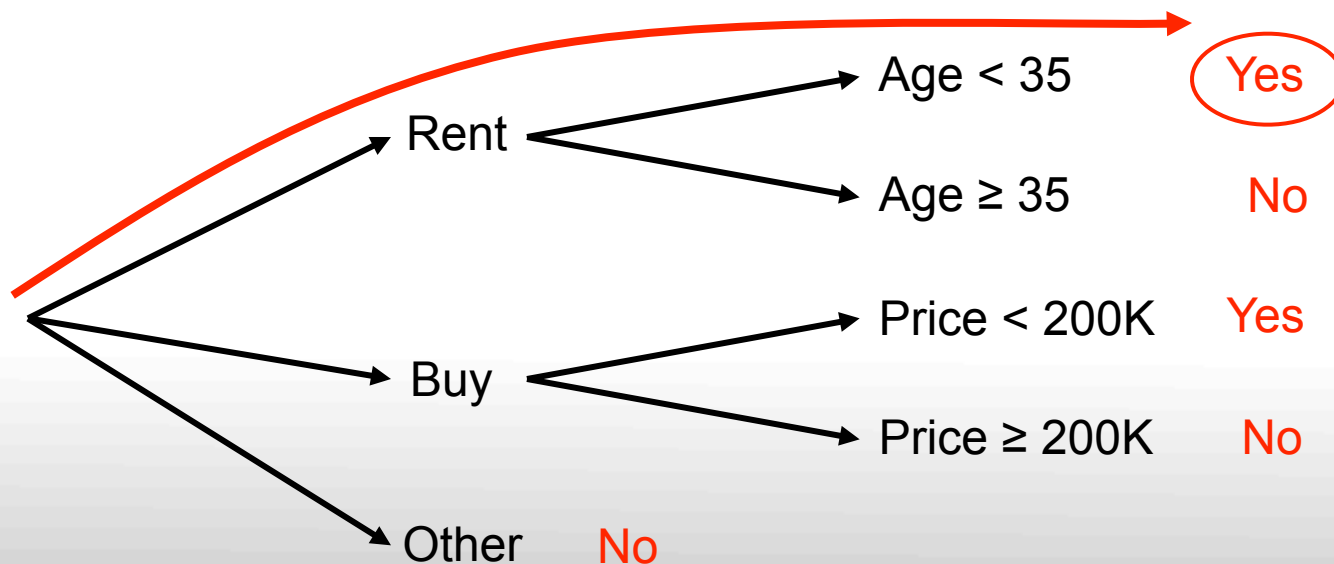 Age < 35 Yes
Rent
Age ≥ 35 No
Price < 200K Yes
Buy
Price ≥ 200K No
Other No